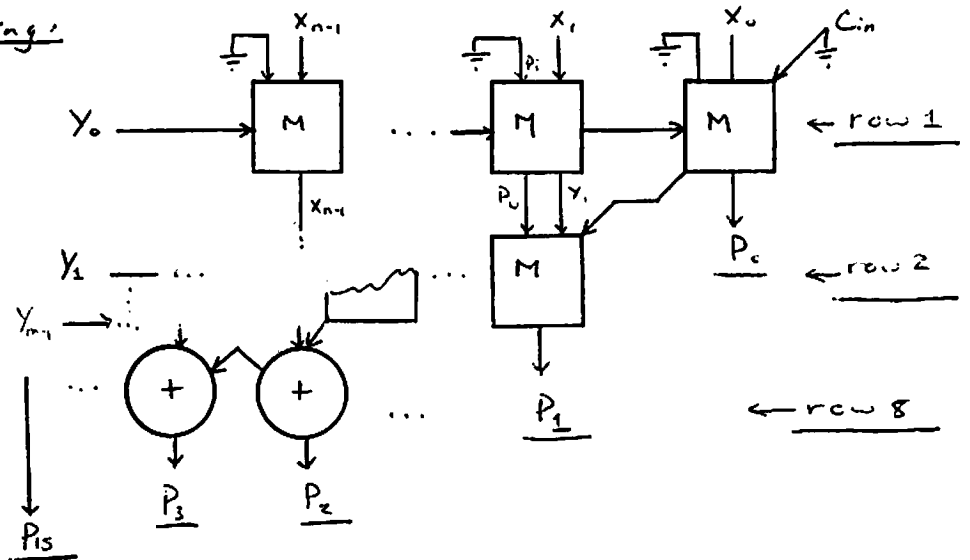 X_{n-1} X_1 X_0 C_in
P_i
Y_0 M ... M M ← row 1
X_{n-1} P_0 Y_1
Y_1 ... ... M P_0 ← row 2
Y_{m-1} ...
... + + ... P_1 ← row 8
P_3 P_2
P_15